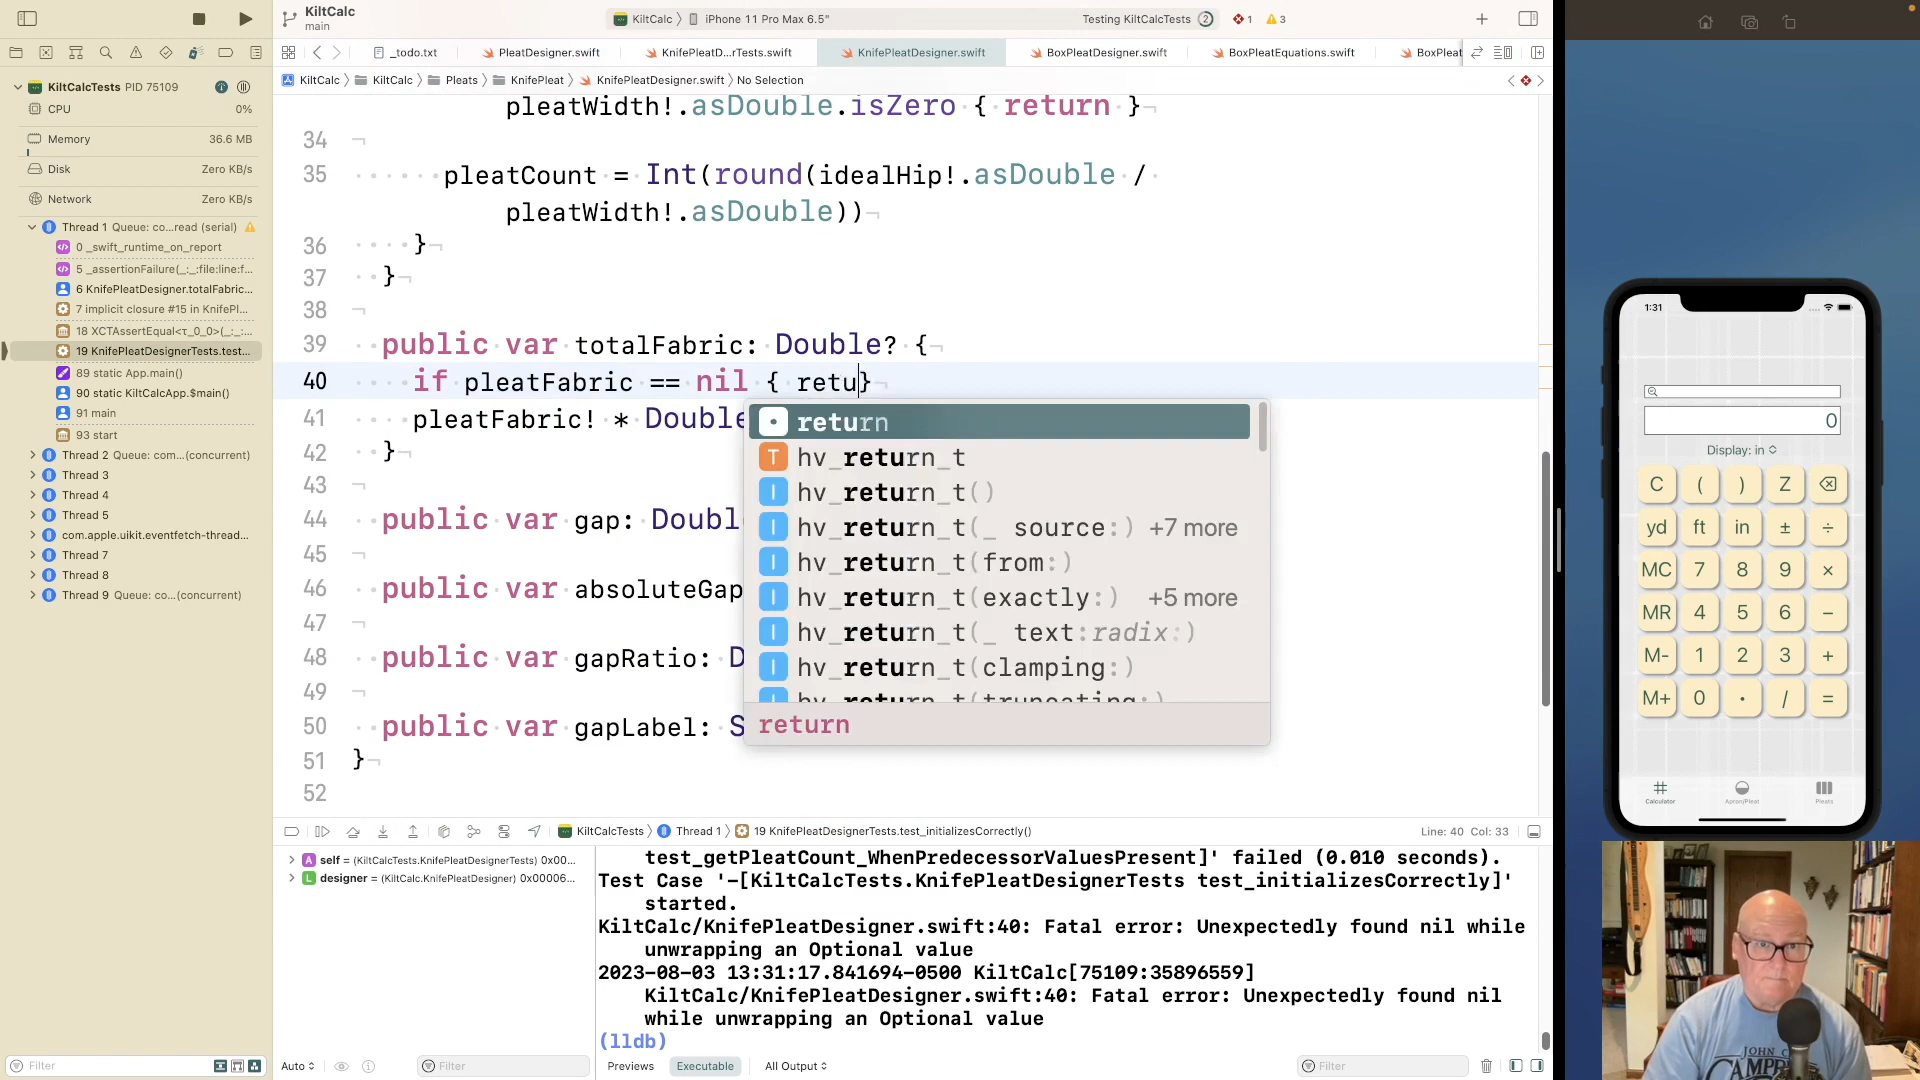 KiltCalc
main
KiltCalc
iPhone 11 Pro Max 6.5"
Testing KiltCalcTests
2
1
3
_todo.txt
PleatDesigner.swift
KnifePleatD...rTests.swift
KnifePleatDesigner.swift
BoxPleatDesigner.swift
BoxPleatEquations.swift
BoxPleat
KiltCalc
KiltCalc
Pleats
KnifePleat
KnifePleatDesigner.swift
No Selection
KiltCalcTests PID 75109
CPU 0%
Memory 36.6 MB
Disk Zero KB/s
Network Zero KB/s
Thread 1 Queue: co...read (serial)
0 _swift_runtime_on_report
5 _assertionFailure(_:_:file:line:f...
6 KnifePleatDesigner.totalFabric...
7 implicit closure #15 in KnifePl...
18 XCTAssertEqual<τ_0_0>(_:_:...
19 KnifePleatDesignerTests.test...
89 static App.main()
90 static KiltCalcApp.$main()
91 main
93 start
Thread 2 Queue: com...(concurrent)
Thread 3
Thread 4
Thread 5
com.apple.uikit.eventfetch-thread...
Thread 7
Thread 8
Thread 9 Queue: co...(concurrent)
Filter
pleatWidth!.asDouble.isZero { return }
34
35 pleatCount = Int(round(idealHip!.asDouble /
pleatWidth!.asDouble))
36 }
37 }
38
39 public var totalFabric: Double? {
40 if pleatFabric == nil { retu}
41 pleatFabric! * Double
42 }
43
44 public var gap: Doubl
45
46 public var absoluteGap
47
48 public var gapRatio: D
49
50 public var gapLabel: S
51 }
52
return
T hv_return_t
I hv_return_t()
I hv_return_t(_ source:) +7 more
I hv_return_t(from:)
I hv_return_t(exactly:) +5 more
I hv_return_t(_ text:radix:)
I hv_return_t(clamping:)
I hv_return_t(truncating:)
return
KiltCalcTests
Thread 1
19 KnifePleatDesignerTests.test_initializesCorrectly()
Line: 40 Col: 33
A self = (KiltCalcTests.KnifePleatDesignerTests) 0x00...
L designer = (KiltCalc.KnifePleatDesigner) 0x00006...
test_getPleatCount_WhenPredecessorValuesPresent]' failed (0.010 seconds).
Test Case '-[KiltCalcTests.KnifePleatDesignerTests test_initializesCorrectly]'
started.
KiltCalc/KnifePleatDesigner.swift:40: Fatal error: Unexpectedly found nil while
unwrapping an Optional value
2023-08-03 13:31:17.841694-0500 KiltCalc[75109:35896559]
KiltCalc/KnifePleatDesigner.swift:40: Fatal error: Unexpectedly found nil
while unwrapping an Optional value
(lldb)
Auto
Filter
Previews
Executable
All Output
Filter
1:31
0
Display: in
C ( ) Z
yd ft in ± ÷
MC 7 8 9 ×
MR 4 5 6 −
M- 1 2 3 +
M+ 0 · / =
Calculator
Apron/Pleat
Pleats
JOHN C
CAMPB